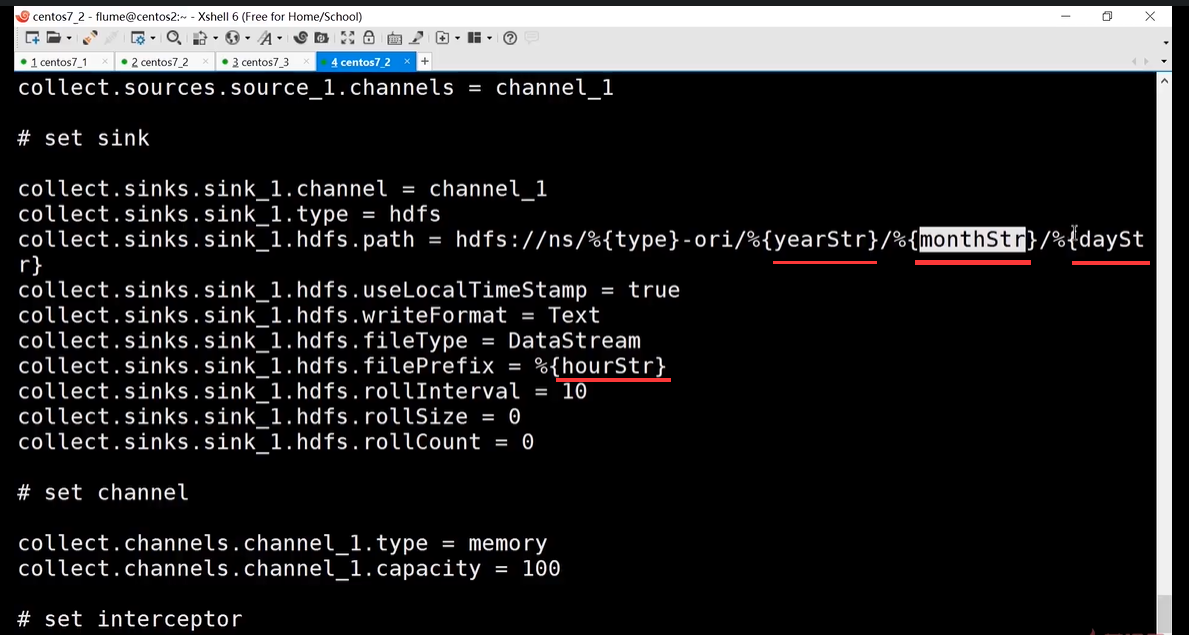 centos7_2 - flume@centos2:~ - Xshell 6 (Free for Home/School)
1 centos7_1 × 2 centos7_2 × 3 centos7_3 × 4 centos7_2 × +
collect.sources.source_1.channels = channel_1
# set sink
collect.sinks.sink_1.channel = channel_1
collect.sinks.sink_1.type = hdfs
collect.sinks.sink_1.hdfs.path = hdfs://ns/%{type}-ori/%{yearStr}/%{monthStr}/%{daySt
r}
collect.sinks.sink_1.hdfs.useLocalTimeStamp = true
collect.sinks.sink_1.hdfs.writeFormat = Text
collect.sinks.sink_1.hdfs.fileType = DataStream
collect.sinks.sink_1.hdfs.filePrefix = %{hourStr}
collect.sinks.sink_1.hdfs.rollInterval = 10
collect.sinks.sink_1.hdfs.rollSize = 0
collect.sinks.sink_1.hdfs.rollCount = 0
# set channel
collect.channels.channel_1.type = memory
collect.channels.channel_1.capacity = 100
# set interceptor